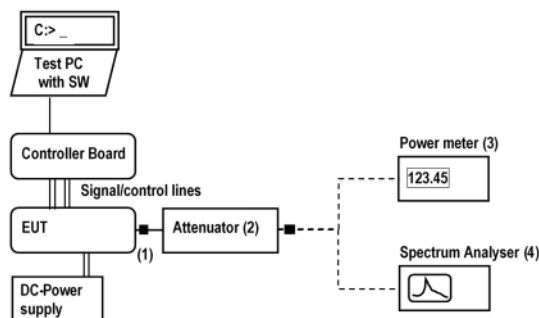 C:> _
Test PC
with SW
Controller Board
Power meter (3)
123.45
Signal/control lines
EUT
(1)
Attenuator (2)
Spectrum Analyser (4)
DC-Power
supply